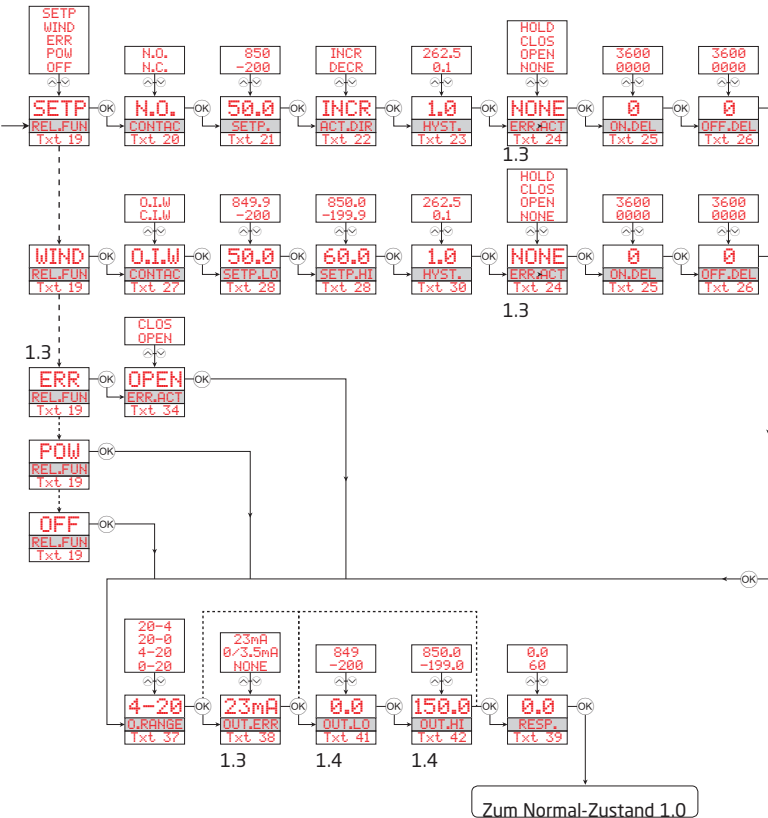 SETP
WIND
ERR
POW
OFF
N.O.
N.C.
850
-200
INCR
DECR
262.5
0.1
HOLD
CLOS
OPEN
NONE
3600
0000
3600
0000
SETP
REL.FUN
Txt 19
OK
N.O.
CONTAC
Txt 20
OK
50.0
SETP.
Txt 21
OK
INCR
ACT.DIR
Txt 22
OK
1.0
HYST.
Txt 23
OK
NONE
ERR.ACT
Txt 24
OK
0
ON.DEL
Txt 25
OK
0
OFF.DEL
Txt 26
1.3
O.I.W
C.I.W
849.9
-200
850.0
-199.9
262.5
0.1
HOLD
CLOS
OPEN
NONE
3600
0000
3600
0000
WIND
REL.FUN
Txt 19
OK
O.I.W
CONTAC
Txt 27
OK
50.0
SETP.LO
Txt 28
OK
60.0
SETP.HI
Txt 28
OK
1.0
HYST.
Txt 30
OK
NONE
ERR.ACT
Txt 24
OK
0
ON.DEL
Txt 25
OK
0
OFF.DEL
Txt 26
1.3
CLOS
OPEN
1.3
ERR
REL.FUN
Txt 19
OK
OPEN
ERR.ACT
Txt 34
OK
POW
REL.FUN
Txt 19
OK
OFF
REL.FUN
Txt 19
OK
OK
20-4
20-0
4-20
0-20
23mA
0/3.5mA
NONE
849
-200
850.0
-199.0
0.0
60
4-20
O.RANGE
Txt 37
OK
23mA
OUT.ERR
Txt 38
OK
0.0
OUT.LO
Txt 41
OK
150.0
OUT.HI
Txt 42
OK
0.0
RESP.
Txt 39
OK
1.3
1.4
1.4
Zum Normal-Zustand 1.0